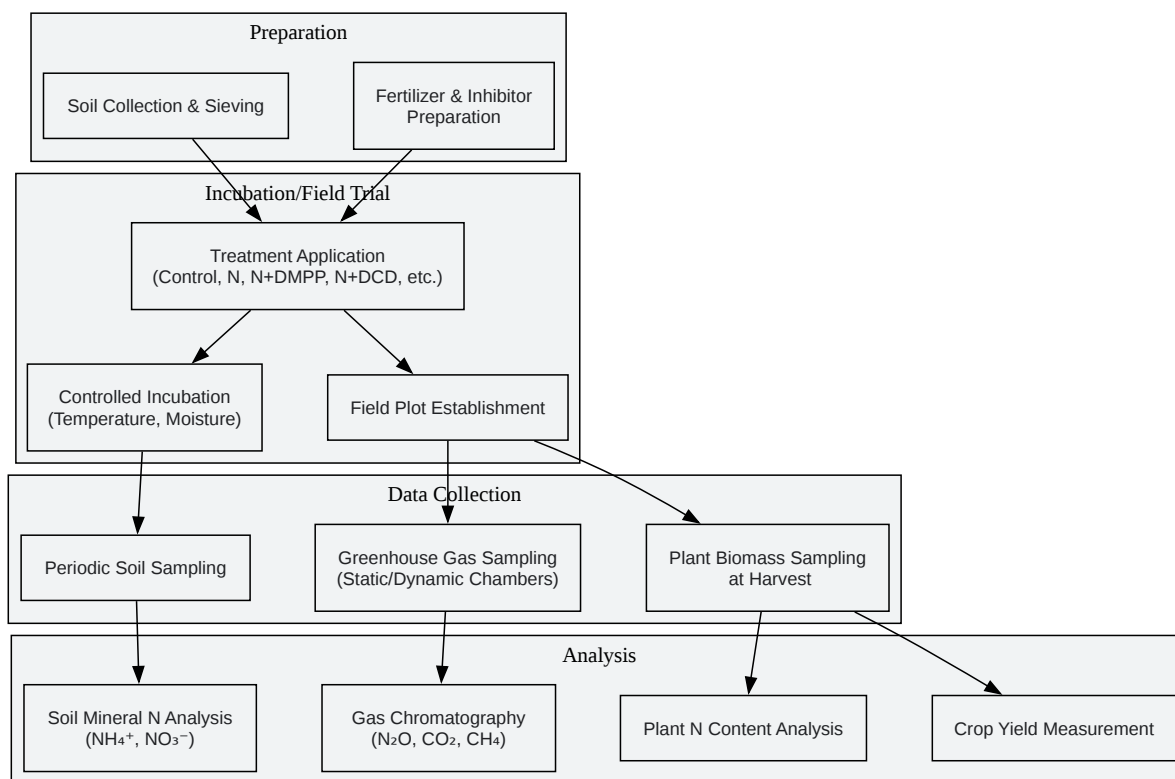 Preparation
Soil Collection & Sieving
Fertilizer & Inhibitor
Preparation
Incubation/Field Trial
Treatment Application
(Control, N, N+DMPP, N+DCD, etc.)
Controlled Incubation
(Temperature, Moisture)
Field Plot Establishment
Data Collection
Periodic Soil Sampling
Greenhouse Gas Sampling
(Static/Dynamic Chambers)
Plant Biomass Sampling
at Harvest
Analysis
Soil Mineral N Analysis
(NH₄⁺, NO₃⁻)
Gas Chromatography
(N₂O, CO₂, CH₄)
Plant N Content Analysis
Crop Yield Measurement